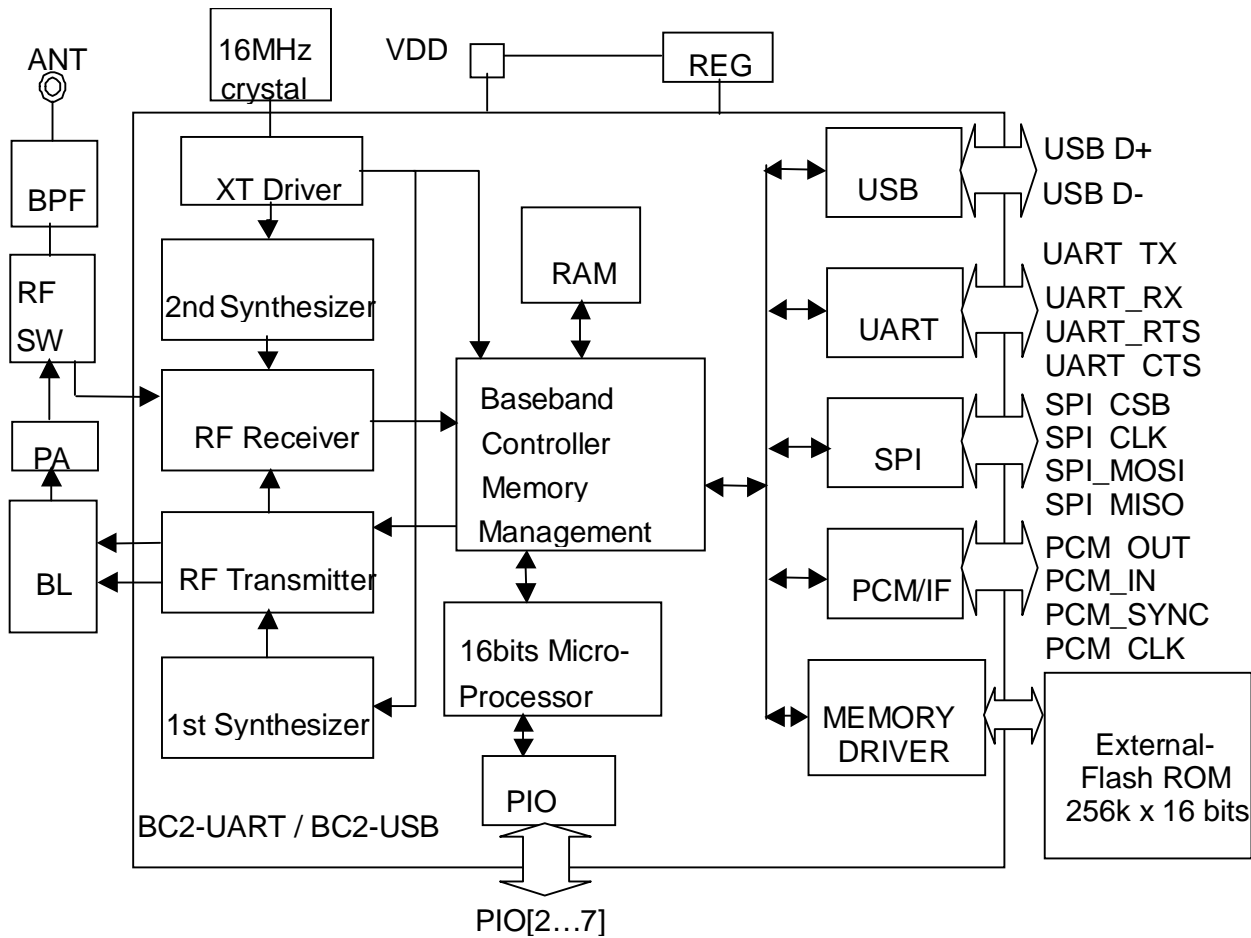 ANT
16MHz
crystal
VDD
REG
BPF
XT Driver
USB
USB D+
USB D-
RF
SW
2nd Synthesizer
RAM
UART
UART TX
UART_RX
UART_RTS
UART CTS
PA
RF Receiver
Baseband
Controller
Memory
Management
SPI
SPI CSB
SPI CLK
SPI_MOSI
SPI MISO
BL
RF Transmitter
PCM/IF
PCM OUT
PCM_IN
PCM_SYNC
PCM CLK
1st Synthesizer
16bits Micro-
Processor
MEMORY
DRIVER
External-
Flash ROM
256k x 16 bits
PIO
BC2-UART / BC2-USB
PIO[2…7]